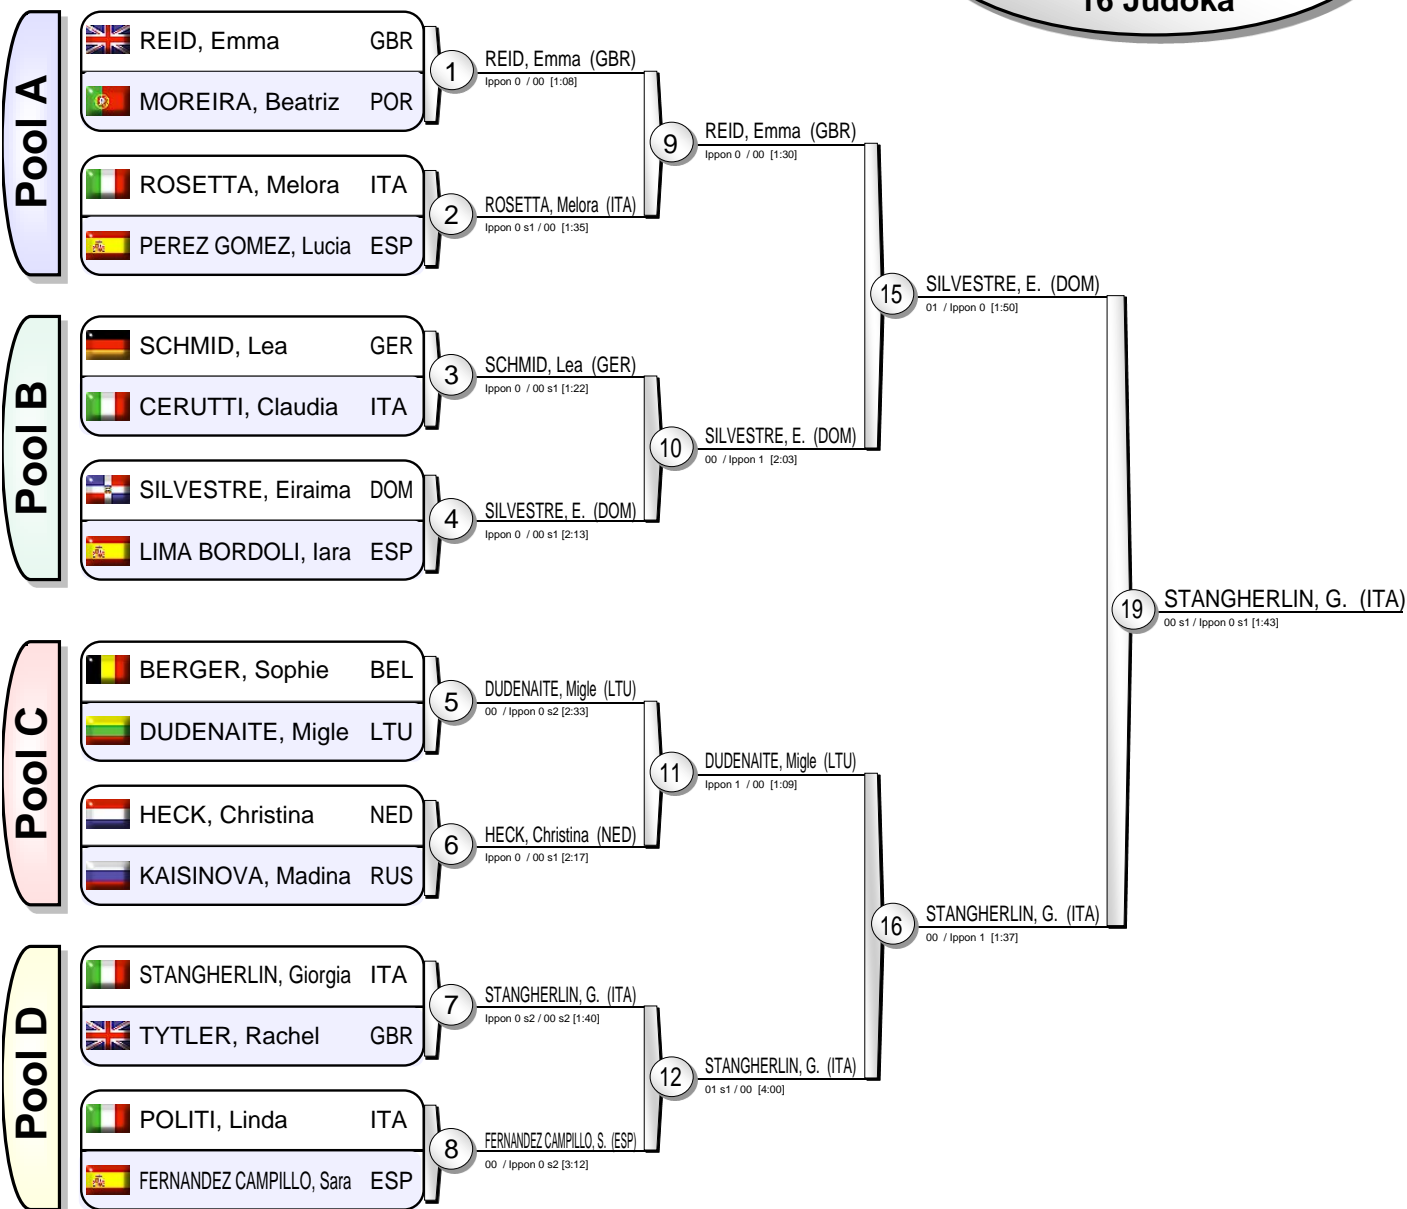 16 Judoka
Pool A
REID, Emma GBR
MOREIRA, Beatriz POR
1
REID, Emma (GBR)
Ippon 0 / 00 [1:08]
ROSETTA, Melora ITA
PEREZ GOMEZ, Lucia ESP
2
ROSETTA, Melora (ITA)
Ippon 0 s1 / 00 [1:35]
9
REID, Emma (GBR)
Ippon 0 / 00 [1:30]
Pool B
SCHMID, Lea GER
CERUTTI, Claudia ITA
3
SCHMID, Lea (GER)
Ippon 0 / 00 s1 [1:22]
SILVESTRE, Eiraima DOM
LIMA BORDOLI, Iara ESP
4
SILVESTRE, E. (DOM)
Ippon 0 / 00 s1 [2:13]
10
SILVESTRE, E. (DOM)
00 / Ippon 1 [2:03]
15
SILVESTRE, E. (DOM)
01 / Ippon 0 [1:50]
Pool C
BERGER, Sophie BEL
DUDENAITE, Migle LTU
5
DUDENAITE, Migle (LTU)
00 / Ippon 0 s2 [2:33]
HECK, Christina NED
KAISINOVA, Madina RUS
6
HECK, Christina (NED)
Ippon 0 / 00 s1 [2:17]
11
DUDENAITE, Migle (LTU)
Ippon 1 / 00 [1:09]
Pool D
STANGHERLIN, Giorgia ITA
TYTLER, Rachel GBR
7
STANGHERLIN, G. (ITA)
Ippon 0 s2 / 00 s2 [1:40]
POLITI, Linda ITA
FERNANDEZ CAMPILLO, Sara ESP
8
FERNANDEZ CAMPILLO, S. (ESP)
00 / Ippon 0 s2 [3:12]
12
STANGHERLIN, G. (ITA)
01 s1 / 00 [4:00]
16
STANGHERLIN, G. (ITA)
00 / Ippon 1 [1:37]
19
STANGHERLIN, G. (ITA)
00 s1 / Ippon 0 s1 [1:43]